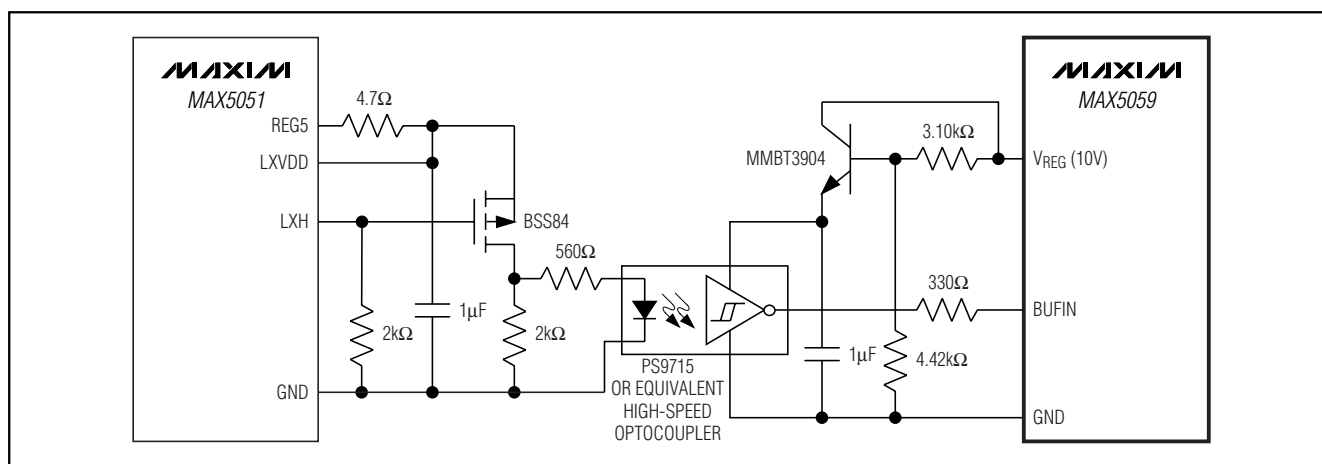 MAXIM
MAX5051
REG5
LXVDD
LXH
GND
4.7Ω
2kΩ
1µF
BSS84
2kΩ
560Ω
PS9715
OR EQUIVALENT
HIGH-SPEED
OPTOCOUPLER
MMBT3904
3.10kΩ
1µF
4.42kΩ
330Ω
MAXIM
MAX5059
VREG (10V)
BUFIN
GND